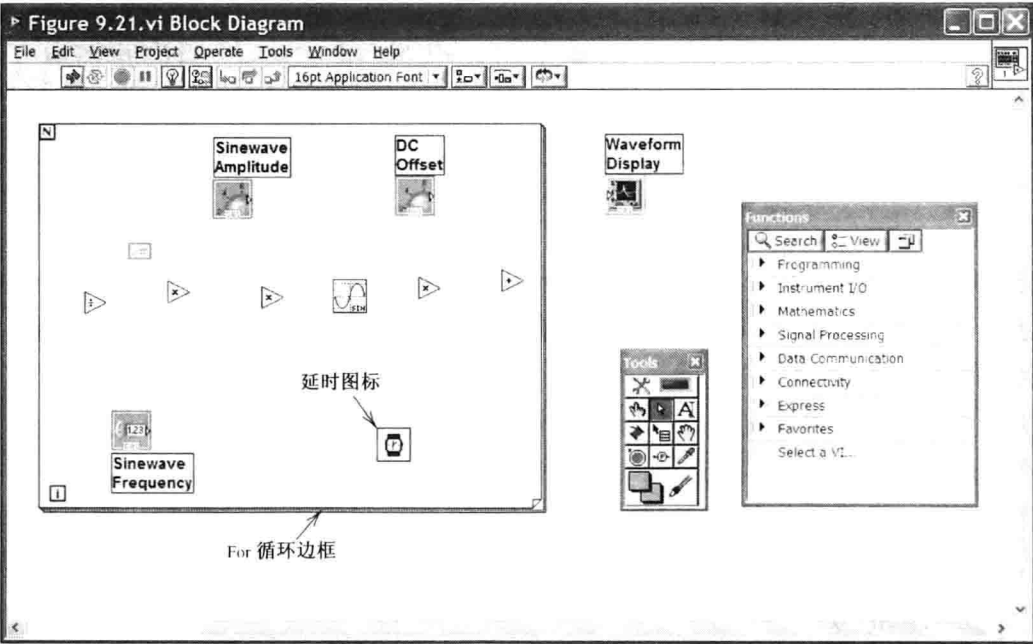 Figure 9.21.vi Block Diagram
File Edit View Project Operate Tools Window Help
16pt Application Font
N
Sinewave
Amplitude
DC
Offset
Waveform
Display
Functions
Search View
Programming
Instrument I/O
Mathematics
Signal Processing
Data Communication
Connectivity
Express
Favorites
Select a VI...
SIN
延时图标
Tools
123
Sinewave
Frequency
i
For 循环边框